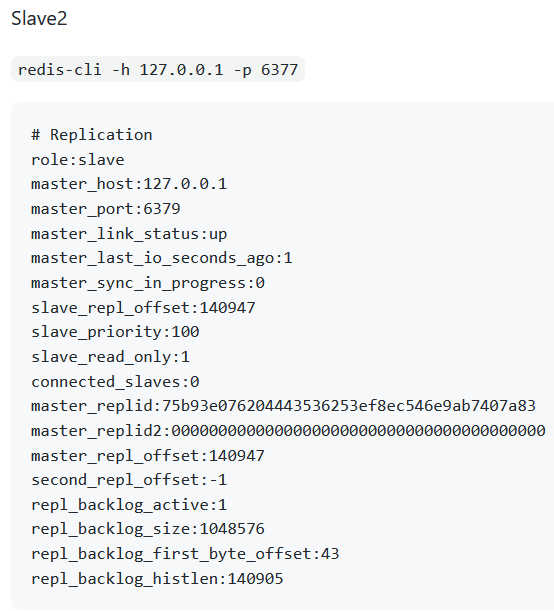 Slave2
redis-cli -h 127.0.0.1 -p 6377
# Replication
role:slave
master_host:127.0.0.1
master_port:6379
master_link_status:up
master_last_io_seconds_ago:1
master_sync_in_progress:0
slave_repl_offset:140947
slave_priority:100
slave_read_only:1
connected_slaves:0
master_replid:75b93e076204443536253ef8ec546e9ab7407a83
master_replid2:0000000000000000000000000000000000000000
master_repl_offset:140947
second_repl_offset:-1
repl_backlog_active:1
repl_backlog_size:1048576
repl_backlog_first_byte_offset:43
repl_backlog_histlen:140905